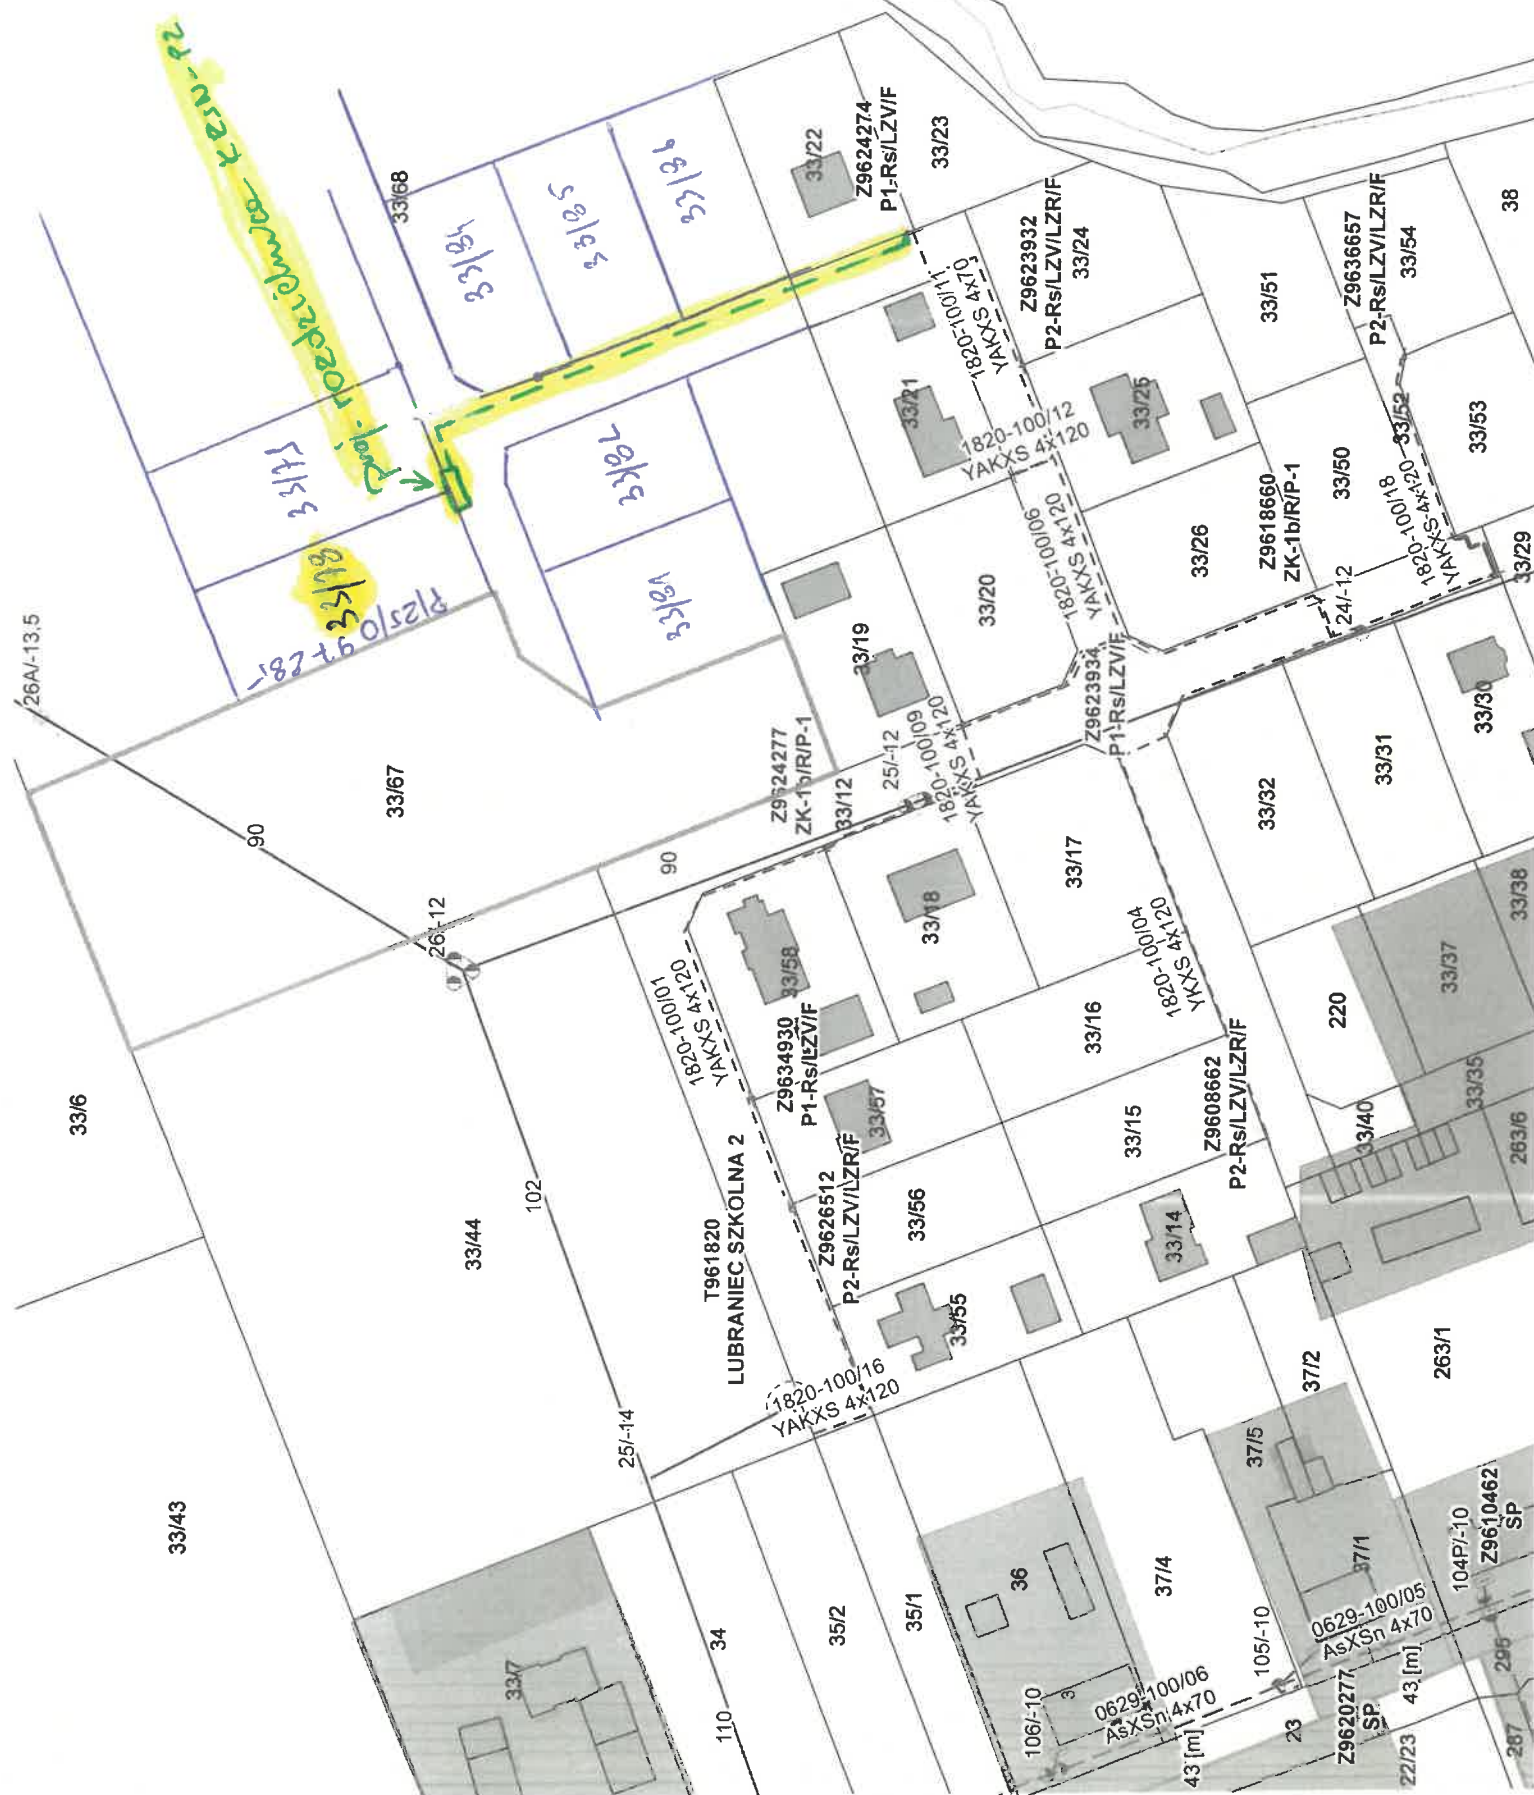 26A/-13,5
33/6
33/43
33/44
33/67
90
26/-12
102
25/-14
110
34
35/2
35/1
33/7
proj. rozdzielnica
33/78
P/25/0
33/68
33/84
33/85
33/86
33/82
33/81
33/22
Z9624274
P1-Rs/LZV/F
33/23
Z9623932
P2-Rs/LZV/LZR/F
33/24
1820-100/11
YAKXS 4x70
33/21
1820-100/12
YAKXS 4x120
33/25
33/51
Z9636657
P2-Rs/LZV/LZR/F
33/54
38
33/52
33/53
33/50
1820-100/18
YAKXS 4x120
Z9618660
ZK-1b/R/P-1
33/26
24/-12
33/29
33/20
1820-100/06
YAKXS 4x120
33/19
Z9623934
P1-Rs/LZV/F
1820-100/09
YAKXS 4x120
25/-12
Z9624277
ZK-1b/R/P-1
33/12
90
33/30
33/31
33/32
33/17
33/18
33/58
1820-100/01
YAKXS 4x120
Z9634930
P1-Rs/LZV/F
33/57
33/16
1820-100/04
YKXS 4x120
33/15
Z9608662
P2-Rs/LZV/LZR/F
33/14
T961820
LUBRANIEC SZKOLNA 2
Z9626512
P2-Rs/LZV/LZR/F
33/56
33/55
1820-100/16
YAKXS 4x120
220
33/37
33/38
33/35
33/40
263/6
263/1
37/2
37/5
37/4
37/1
36
3
106/-10
0629-100/06
AsXSn 4x70
43 [m]
105/-10
0629-100/05
AsXSn 4x70
43 [m]
23
Z9620277
SP
22/23
104P/-10
Z9610462
SP
295
287